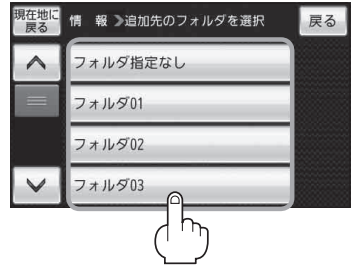 現在地に
戻る
情 報 》追加先のフォルダを選択
戻る
フォルダ指定なし
フォルダ01
フォルダ02
フォルダ03